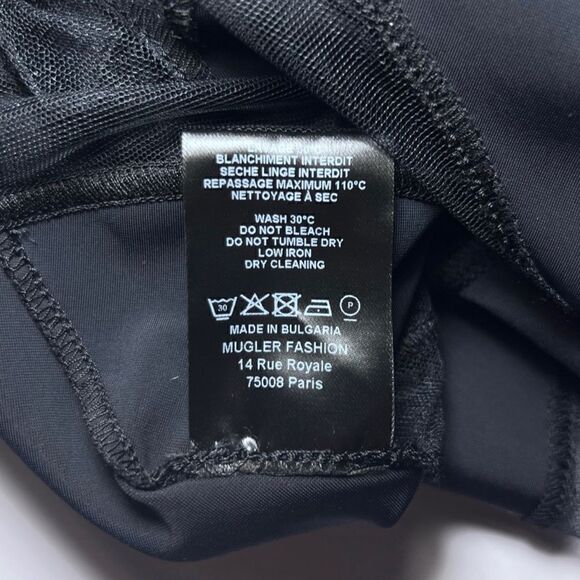 BLANCHIMENT INTERDIT
SECHE LINGE INTERDIT
REPASSAGE MAXIMUM 110°C
NETTOYAGE À SEC
WASH 30°C
DO NOT BLEACH
DO NOT TUMBLE DRY
LOW IRON
DRY CLEANING
30 P
MADE IN BULGARIA
MUGLER FASHION
14 Rue Royale
75008 Paris